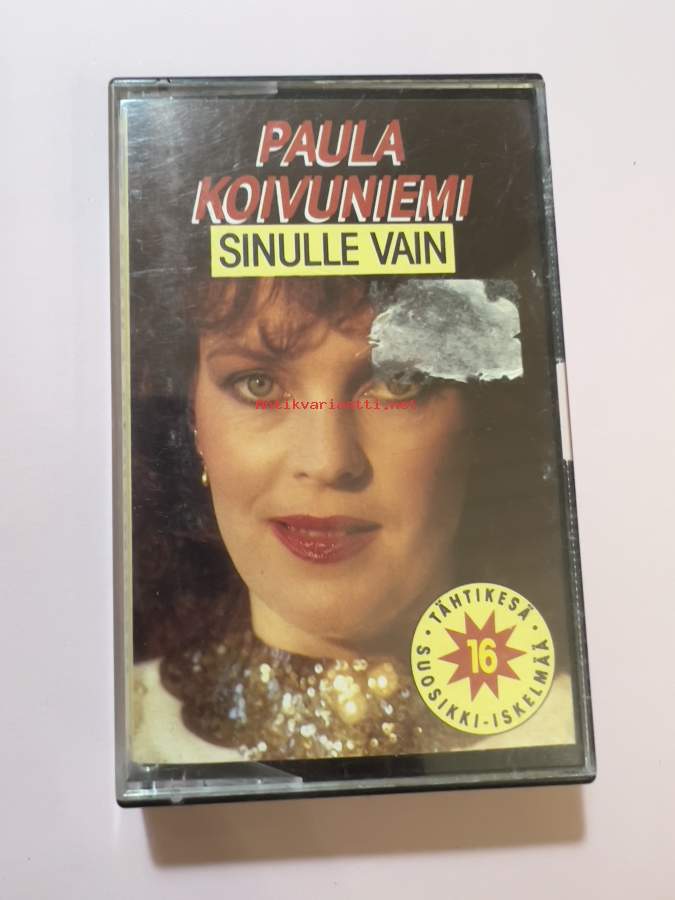 PAULA
KOIVUNIEMI
SINULLE VAIN
Antikvariaatti.net
· TÄHTIKESÄ ·
16
SUOSIKKI-ISKELMÄÄ